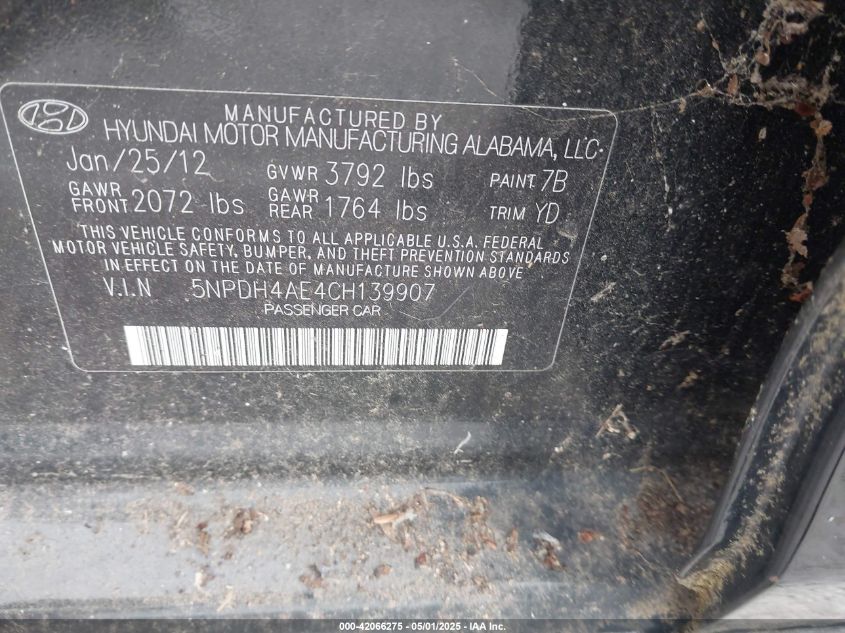 MANUFACTURED BY
HYUNDAI MOTOR MANUFACTURING ALABAMA, LLC.
Jan/25/12 GVWR 3792 lbs PAINT 7B
GAWR FRONT 2072 lbs GAWR REAR 1764 lbs TRIM YD
THIS VEHICLE CONFORMS TO ALL APPLICABLE U.S.A. FEDERAL
MOTOR VEHICLE SAFETY, BUMPER, AND THEFT PREVENTION STANDARDS
IN EFFECT ON THE DATE OF MANUFACTURE SHOWN ABOVE
V.I.N 5NPDH4AE4CH139907
PASSENGER CAR
000-42066275 - 05/01/2025 - IAA Inc.